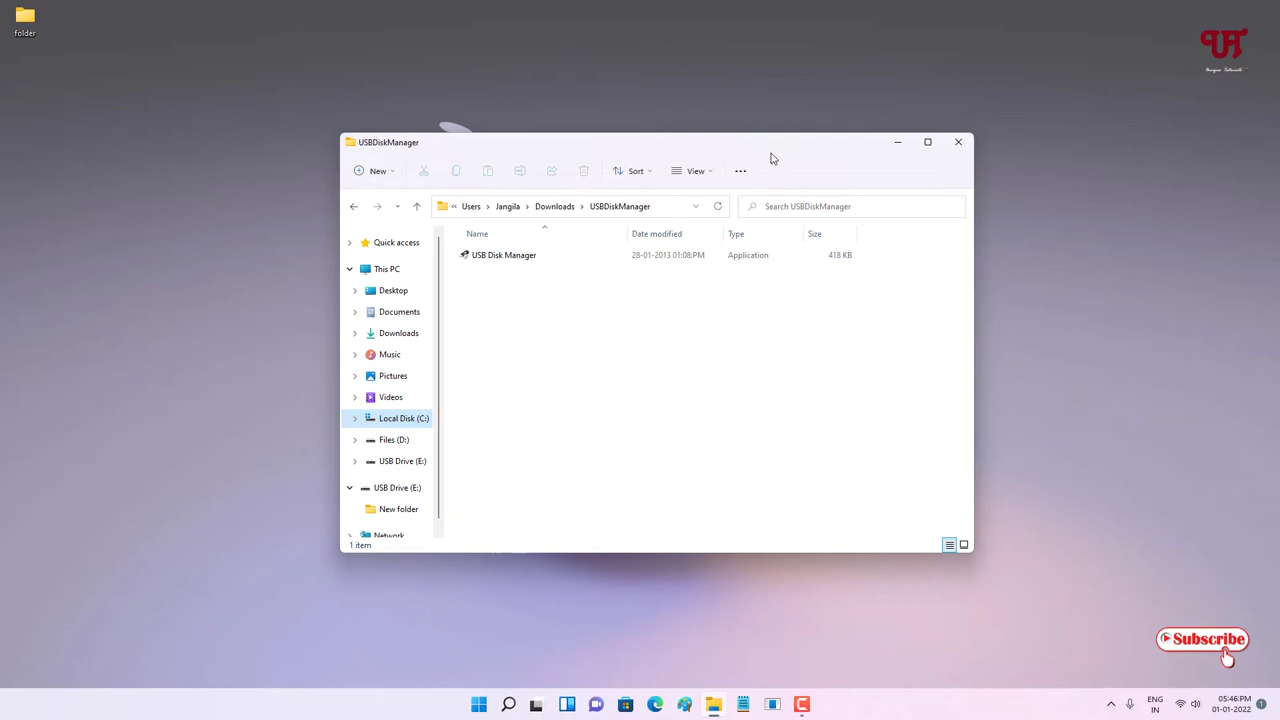 folder
USBDiskManager
New
Sort
View
Users
Jangila
Downloads
USBDiskManager
Search USBDiskManager
Name
Date modified
Type
Size
USB Disk Manager
28-01-2013 01:08:PM
Application
418 KB
Quick access
This PC
Desktop
Documents
Downloads
Music
Pictures
Videos
Local Disk (C:)
Files (D:)
USB Drive (E:)
USB Drive (E:)
New folder
Network
1 item
Subscribe
ENG
IN
05:46:PM
01-01-2022